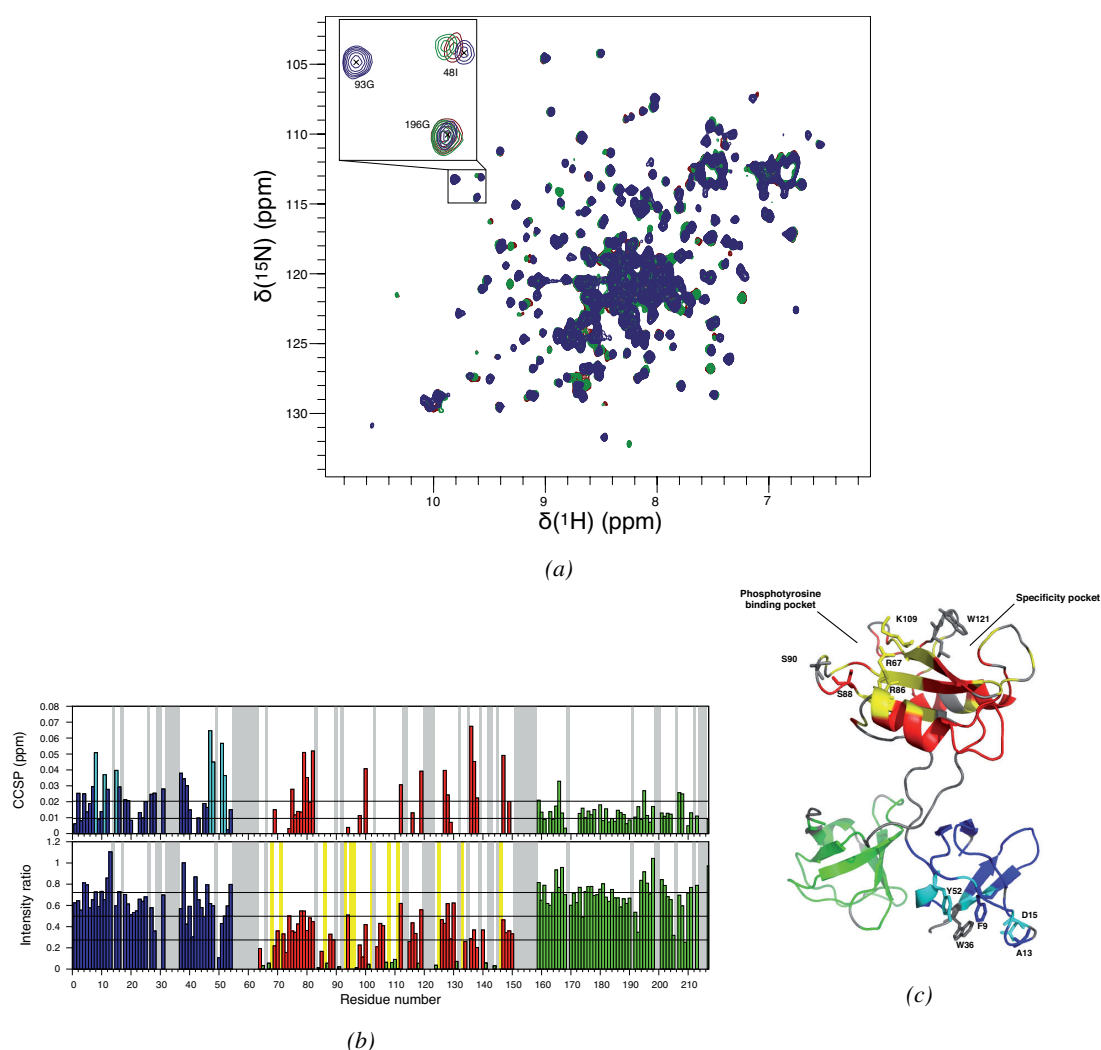 93G
48I
196G
105
110
115
120
125
130
δ(15N) (ppm)
10
9
8
7
δ(1H) (ppm)
(a)
Phosphotyrosine
binding pocket
Specificity pocket
K109
W121
S90
R67
S88
R86
Y52
F9
D15
W36
A13
(c)
0.08
0.07
0.06
0.05
0.04
0.03
0.02
0.01
0
CCSP (ppm)
1.2
1
0.8
0.6
0.4
0.2
0
Intensity ratio
0 10 20 30 40 50 60 70 80 90 100 110 120 130 140 150 160 170 180 190 200 210
Residue number
(b)